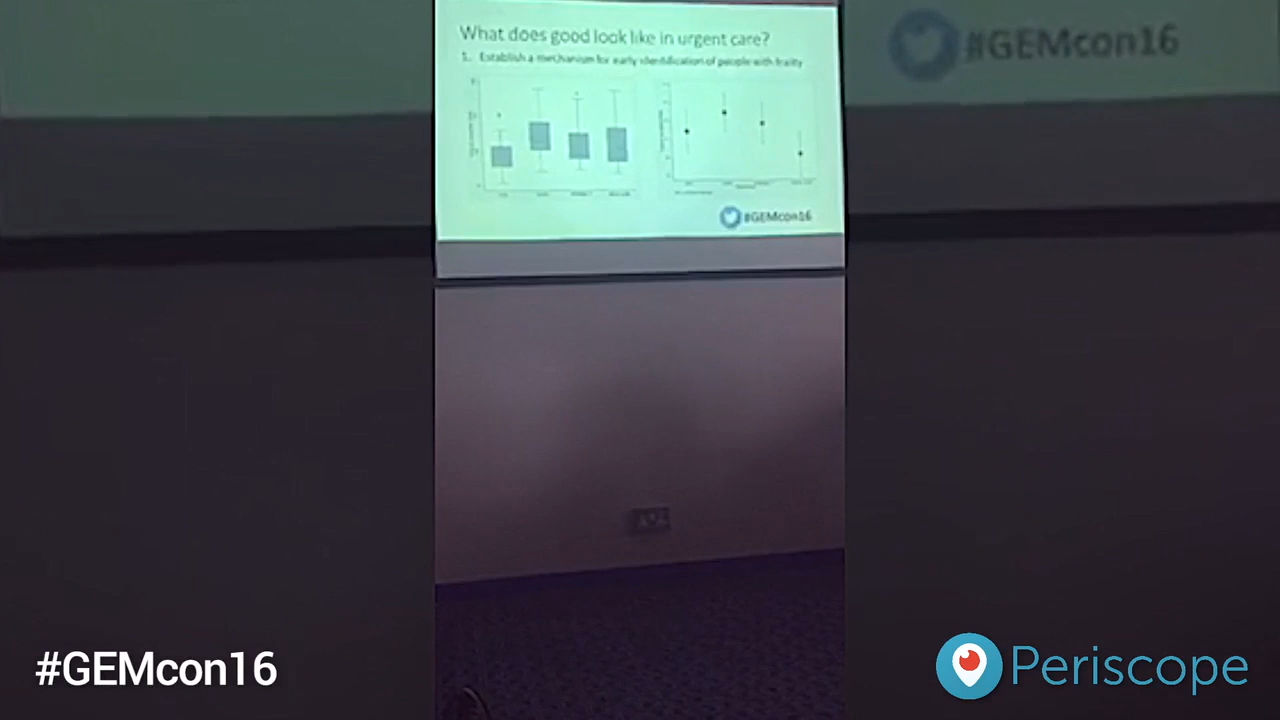 What does good look like in urgent care?
1. Establish a mechanism for early identification of people with frailty
#GEMcon16
#GEMcon16
#GEMcon16
Periscope